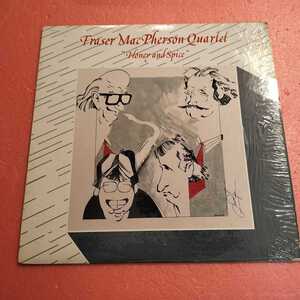 Fraser MacPherson Quartet
"Honey and Spice"